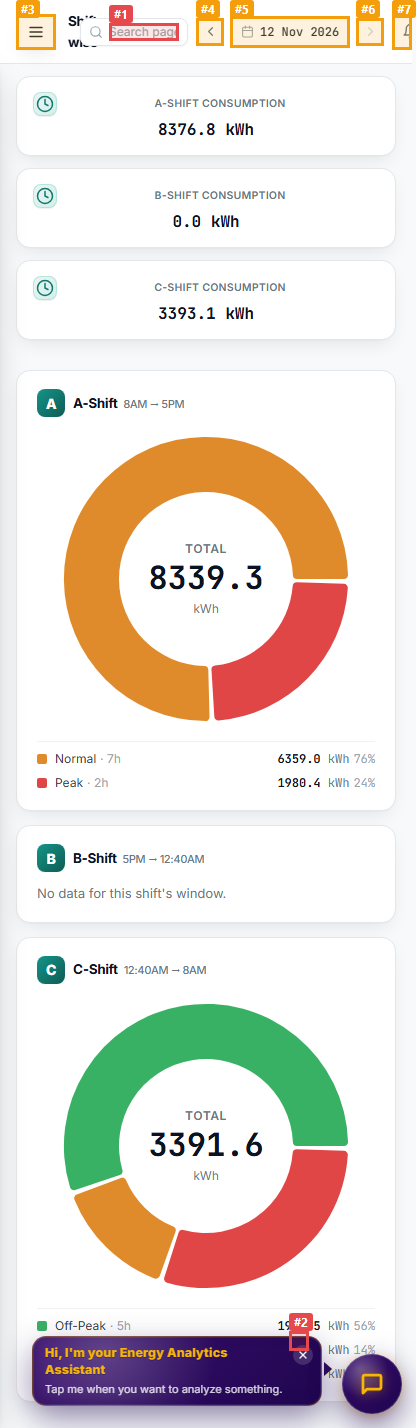 #3
#1
#4
#5
#6
#7
Shift
wise
Search page
12 Nov 2026
A-SHIFT CONSUMPTION
8376.8 kWh
B-SHIFT CONSUMPTION
0.0 kWh
C-SHIFT CONSUMPTION
3393.1 kWh
A
A-Shift 8AM → 5PM
TOTAL
8339.3
kWh
Normal · 7h 6359.0 kWh 76%
Peak · 2h 1980.4 kWh 24%
B
B-Shift 5PM → 12:40AM
No data for this shift's window.
C
C-Shift 12:40AM → 8AM
TOTAL
3391.6
kWh
Off-Peak · 5h kWh 56%
#2
kWh 14%
Hi, I'm your Energy Analytics
Assistant
Tap me when you want to analyze something.